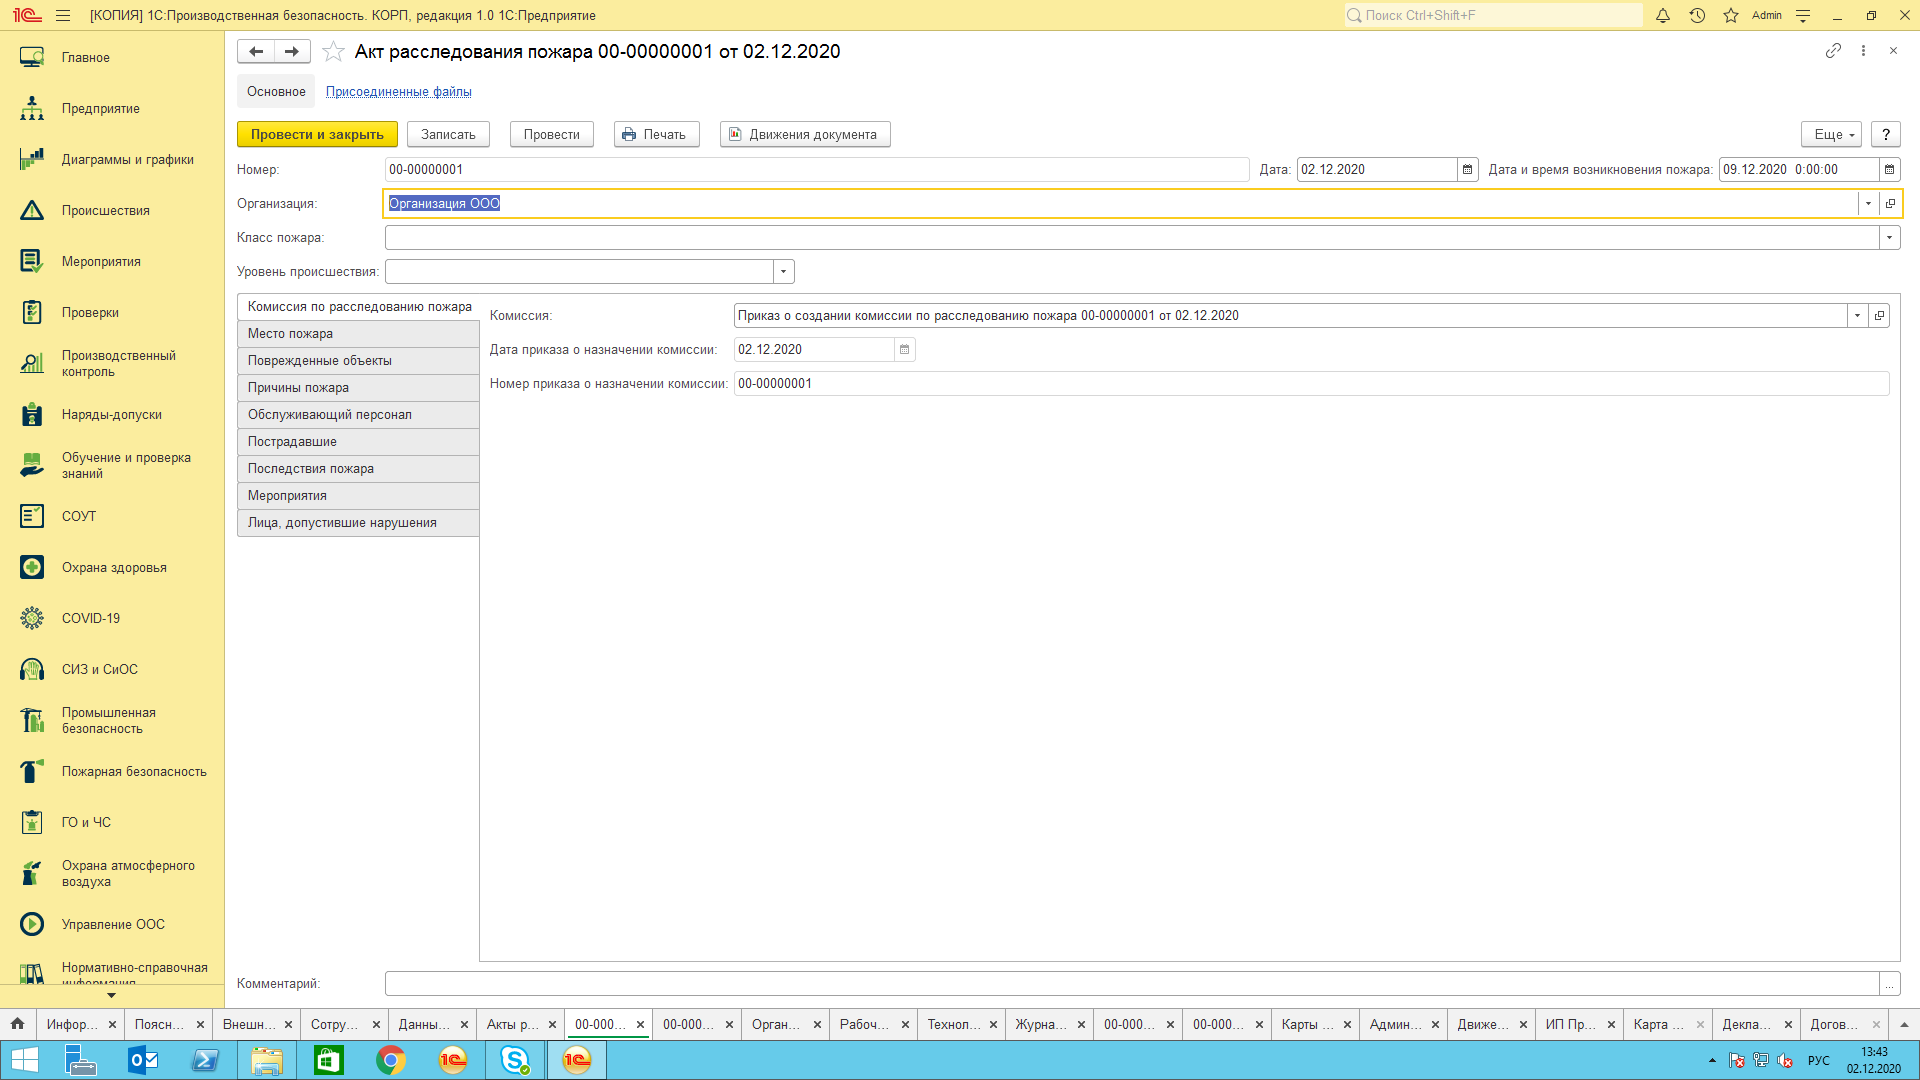 [КОПИЯ] 1С:Производственная безопасность. КОРП, редакция 1.0 1С:Предприятие
Поиск Ctrl+Shift+F
Admin
Главное
Предприятие
Диаграммы и графики
Происшествия
Мероприятия
Проверки
Производственный
контроль
Наряды-допуски
Обучение и проверка
знаний
СОУТ
Охрана здоровья
COVID-19
СИЗ и СиОС
Промышленная
безопасность
Пожарная безопасность
ГО и ЧС
Охрана атмосферного
воздуха
Управление ООС
Нормативно-справочная
информация
Акт расследования пожара 00-00000001 от 02.12.2020
Основное
Присоединенные файлы
Провести и закрыть
Записать
Провести
Печать
Движения документа
Еще
?
Номер: 00-00000001
Дата: 02.12.2020
Дата и время возникновения пожара: 09.12.2020 0:00:00
Организация: Организация ООО
Класс пожара:
Уровень происшествия:
Комиссия по расследованию пожара
Место пожара
Поврежденные объекты
Причины пожара
Обслуживающий персонал
Пострадавшие
Последствия пожара
Мероприятия
Лица, допустившие нарушения
Комиссия: Приказ о создании комиссии по расследованию пожара 00-00000001 от 02.12.2020
Дата приказа о назначении комиссии: 02.12.2020
Номер приказа о назначении комиссии: 00-00000001
Комментарий:
...
Инфор...
Поясн...
Внешн...
Сотру...
Данны...
Акты р...
00-000...
00-000...
Орган...
Рабоч...
Технол...
Журна...
00-000...
00-000...
Карты ...
Админ...
Движе...
ИП Пр...
Карта ...
Декла...
Догов...
РУС
13:43
02.12.2020